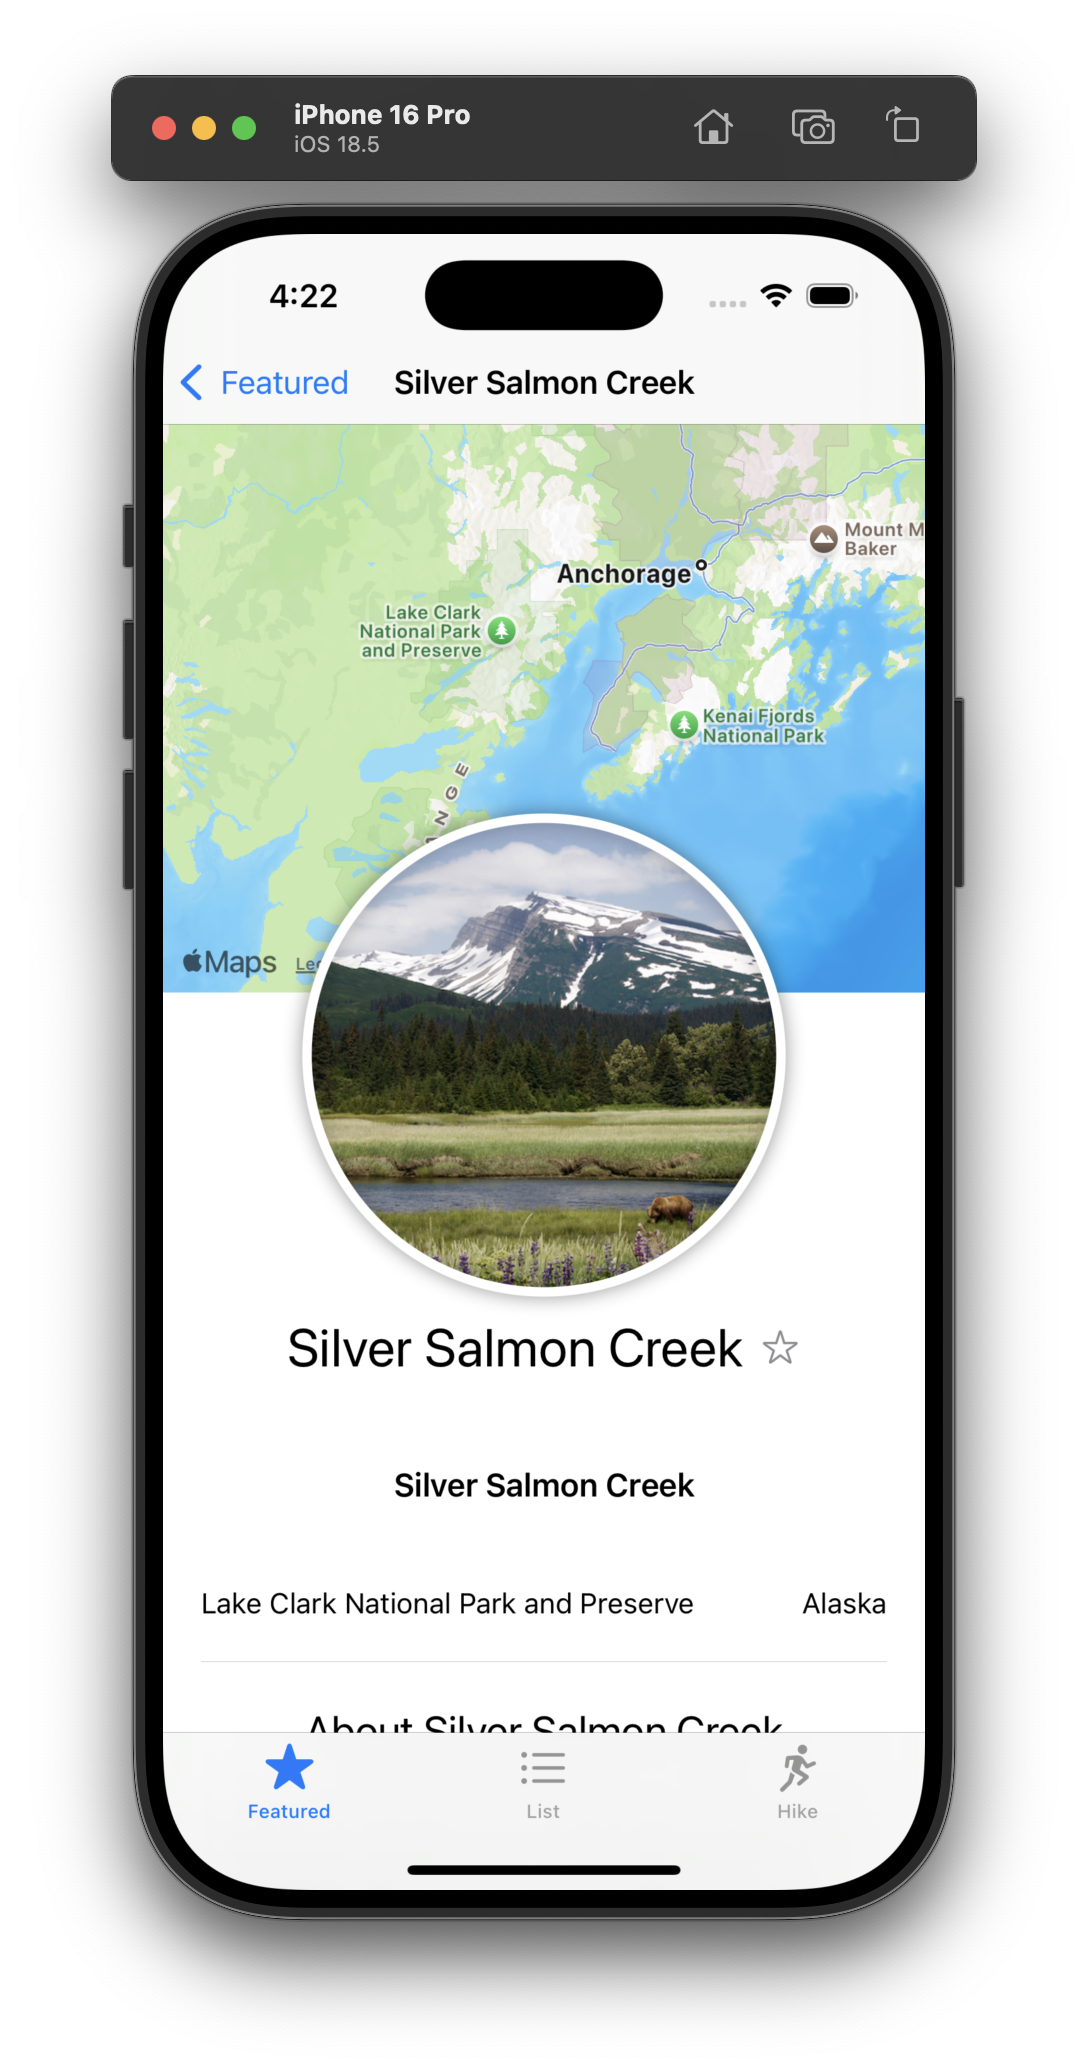 iPhone 16 Pro
iOS 18.5
4:22
Featured
Silver Salmon Creek
Mount M
Baker
Anchorage
Lake Clark
National Park
and Preserve
Kenai Fjords
National Park
N G E
Maps
Silver Salmon Creek
Silver Salmon Creek
Lake Clark National Park and Preserve
Alaska
About Silver Salmon Creek
Featured
List
Hike